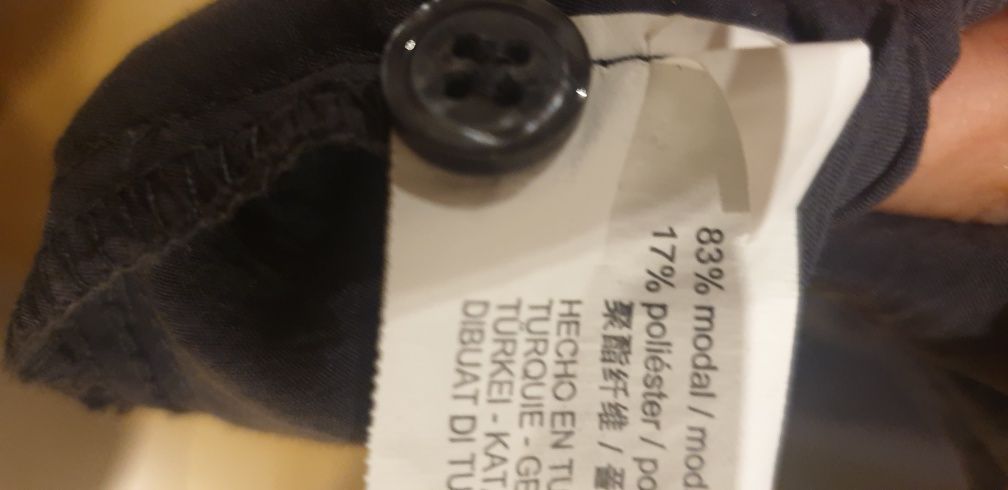 83% modal / mod
17% poliéster / po
聚酯纤维 /
HECHO EN TU
TURQUIE - GE
TÜRKEI - KAT
DIBUAT DI TU